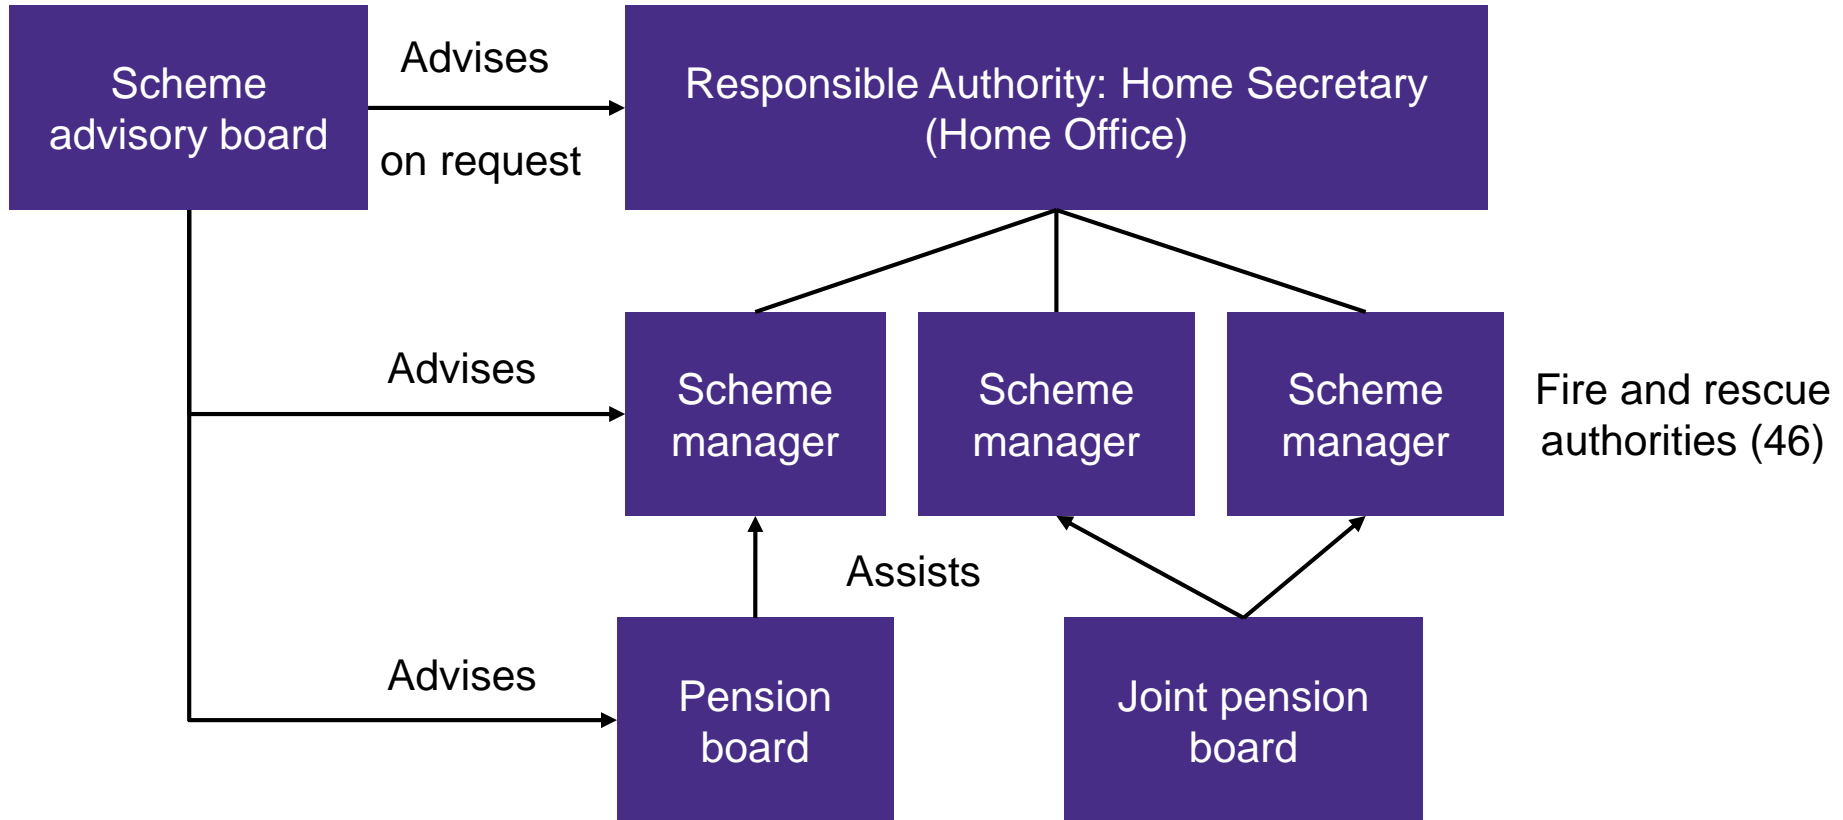 Scheme
advisory board
Advises
on request
Responsible Authority: Home Secretary
(Home Office)
Advises
Scheme
manager
Scheme
manager
Scheme
manager
Fire and rescue
authorities (46)
Assists
Advises
Pension
board
Joint pension
board